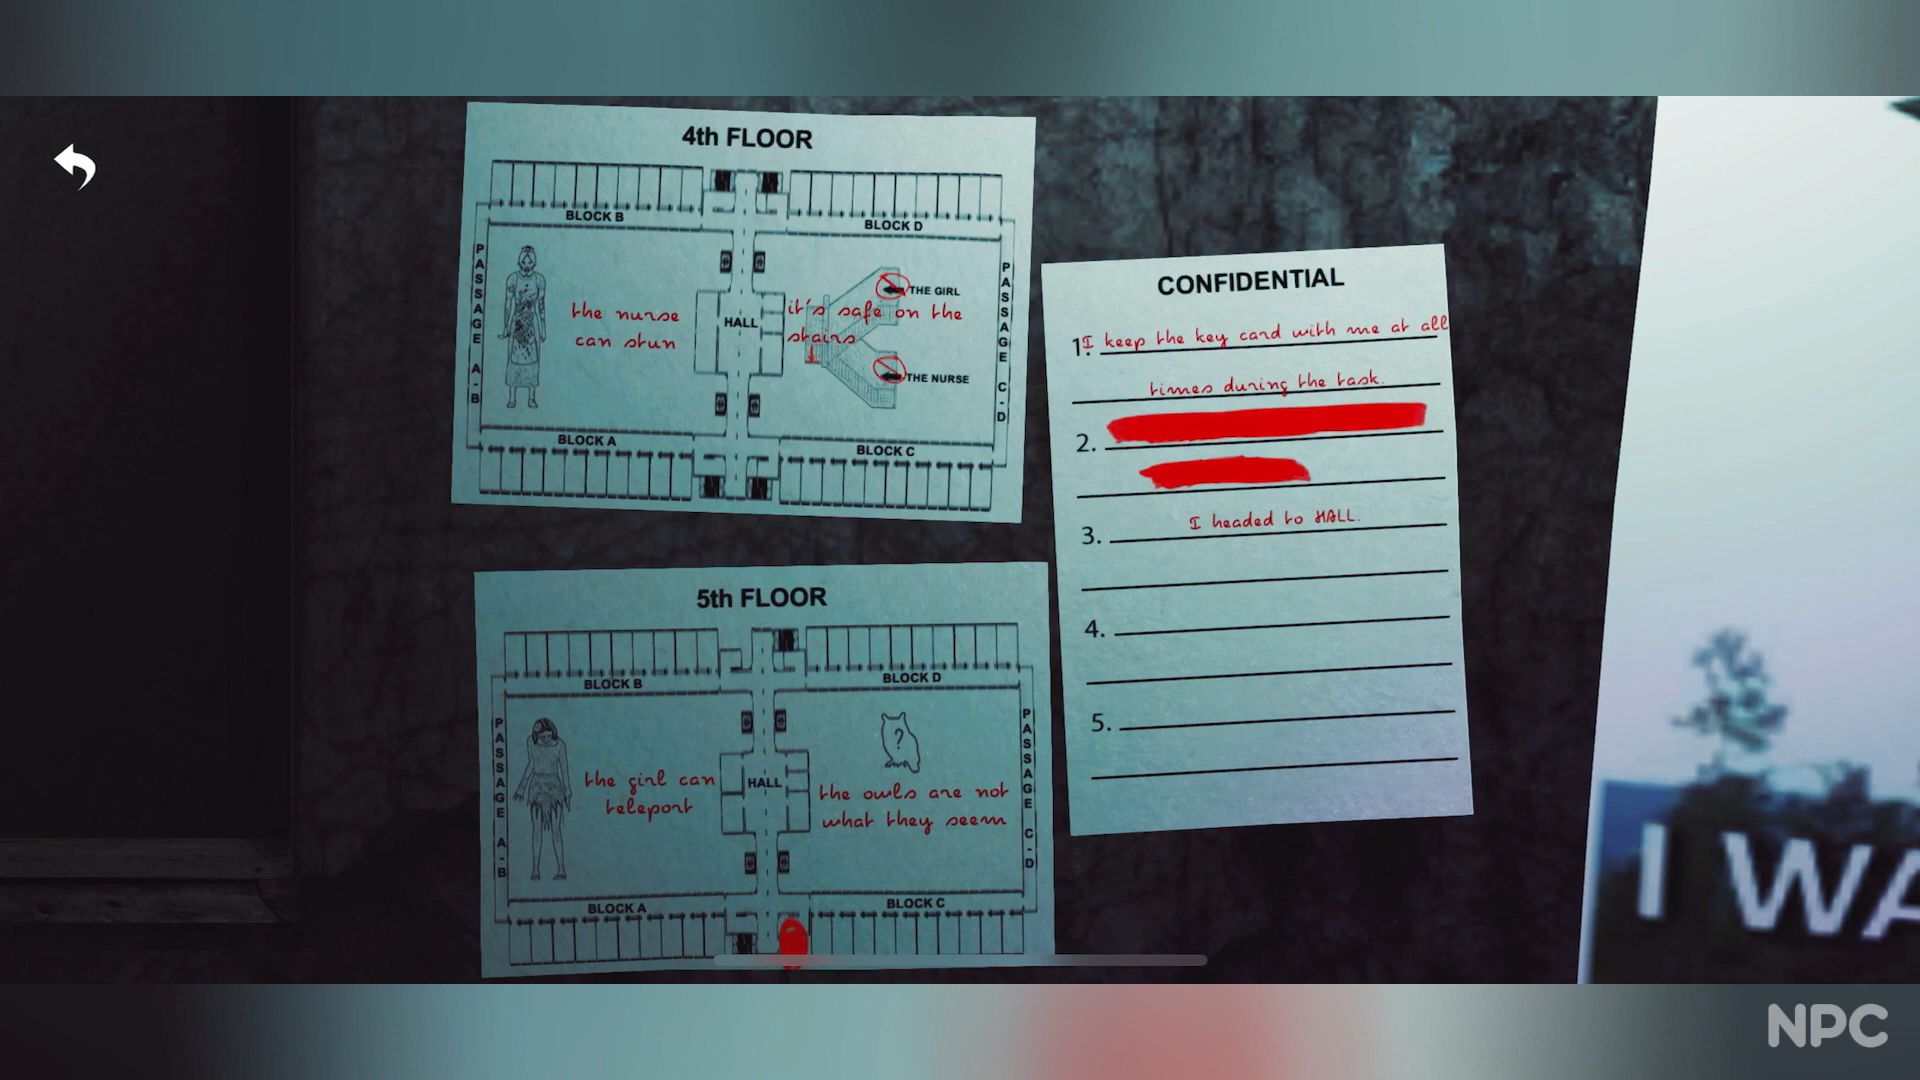 4th FLOOR
BLOCK B
BLOCK D
PASSAGE A-B
the nurse
can stun
HALL
THE GIRL
it's safe on the
stairs
THE NURSE
PASSAGE C-D
BLOCK A
BLOCK C
5th FLOOR
BLOCK B
BLOCK D
PASSAGE A-B
the girl can
teleport
HALL
?
the owls are not
what they seem
PASSAGE C-D
BLOCK A
BLOCK C
CONFIDENTIAL
1. I keep the key card with me at all
times during the task.
2.
3. I headed to HALL.
4.
5.
I WA
NPC